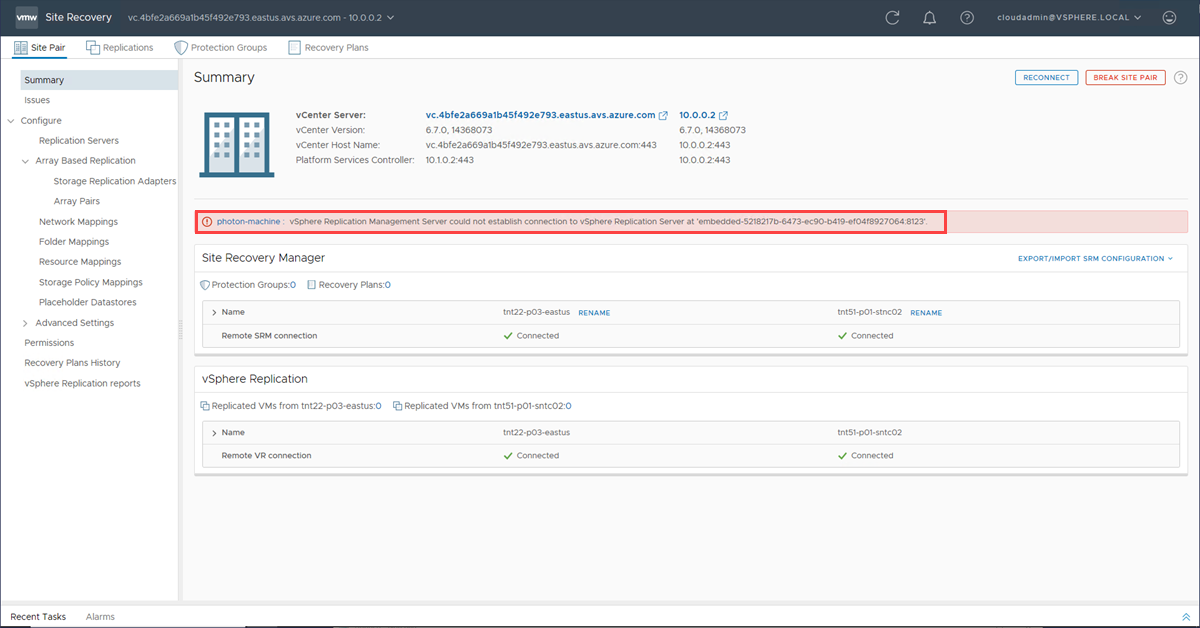 vmw Site Recovery vc.4bfe2a669a1b45f492e793.eastus.avs.azure.com - 10.0.0.2 cloudadmin@VSPHERE.LOCAL
Site Pair Replications Protection Groups Recovery Plans
Summary
Issues
Configure
Replication Servers
Array Based Replication
Storage Replication Adapters
Array Pairs
Network Mappings
Folder Mappings
Resource Mappings
Storage Policy Mappings
Placeholder Datastores
Advanced Settings
Permissions
Recovery Plans History
vSphere Replication reports
Summary RECONNECT BREAK SITE PAIR
vCenter Server: vc.4bfe2a669a1b45f492e793.eastus.avs.azure.com 10.0.0.2
vCenter Version: 6.7.0, 14368073 6.7.0, 14368073
vCenter Host Name: vc.4bfe2a669a1b45f492e793.eastus.avs.azure.com:443 10.0.0.2:443
Platform Services Controller: 10.1.0.2:443 10.0.0.2:443
photon-machine : vSphere Replication Management Server could not establish connection to vSphere Replication Server at 'embedded-5218217b-6473-ec90-b419-ef04f8927064:8123'.
Site Recovery Manager EXPORT/IMPORT SRM CONFIGURATION
Protection Groups:0 Recovery Plans:0
Name tnt22-p03-eastus RENAME tnt51-p01-stnc02 RENAME
Remote SRM connection Connected Connected
vSphere Replication
Replicated VMs from tnt22-p03-eastus:0 Replicated VMs from tnt51-p01-sntc02:0
Name tnt22-p03-eastus tnt51-p01-sntc02
Remote VR connection Connected Connected
Recent Tasks Alarms